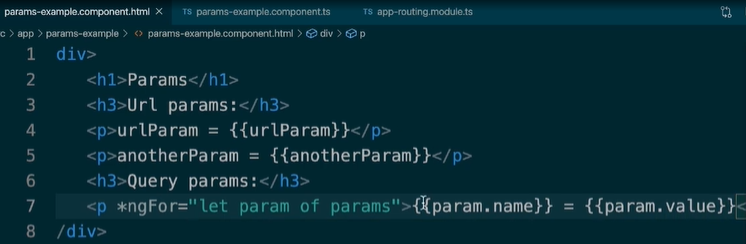 params-example.component.html × TS params-example.component.ts TS app-routing.module.ts
c > app > params-example > <> params-example.component.html > div > p
1 div>
2 <h1>Params</h1>
3 <h3>Url params:</h3>
4 <p>urlParam = {{urlParam}}</p>
5 <p>anotherParam = {{anotherParam}}</p>
6 <h3>Query params:</h3>
7 <p *ngFor="let param of params">{{param.name}} = {{param.value}}<
8 /div>